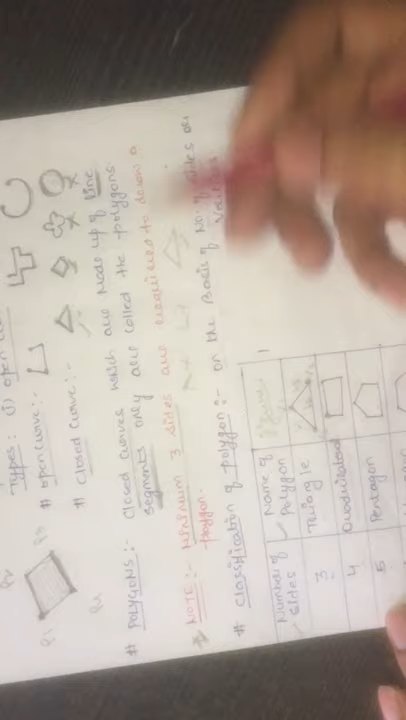 Types: (1) open
# open curve:-
# closed curve:-
# POLYGONS:- closed curves which are made up of line
segments only are called the polygons.
NOTE:- Minimum 3 sides are required to draw a
polygon.
# classification of polygon:- on the Basis of No. of sides or
Number of sides | Name of Polygon | Figure
3 | Triangle
4 | Quadrilateral
5 | Pentagon